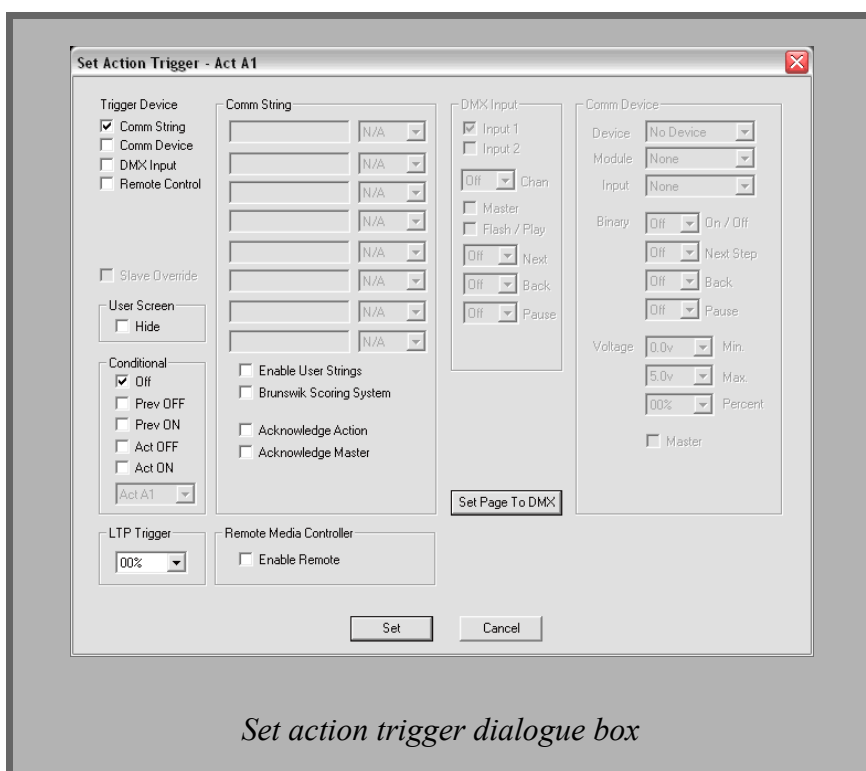 Set Action Trigger - Act A1
Trigger Device
Comm String
Comm Device
DMX Input
Remote Control
Slave Override
User Screen
Hide
Conditional
Off
Prev OFF
Prev ON
Act OFF
Act ON
Act A1
LTP Trigger
00%
Comm String
N/A
N/A
N/A
N/A
N/A
N/A
N/A
N/A
Enable User Strings
Brunswik Scoring System
Acknowledge Action
Acknowledge Master
Remote Media Controller
Enable Remote
DMX Input
Input 1
Input 2
Off Chan
Master
Flash / Play
Off Next
Off Back
Off Pause
Set Page To DMX
Comm Device
Device No Device
Module None
Input None
Binary Off On / Off
Off Next Step
Off Back
Off Pause
Voltage 0.0v Min.
5.0v Max.
00% Percent
Master
Set Cancel
Set action trigger dialogue box